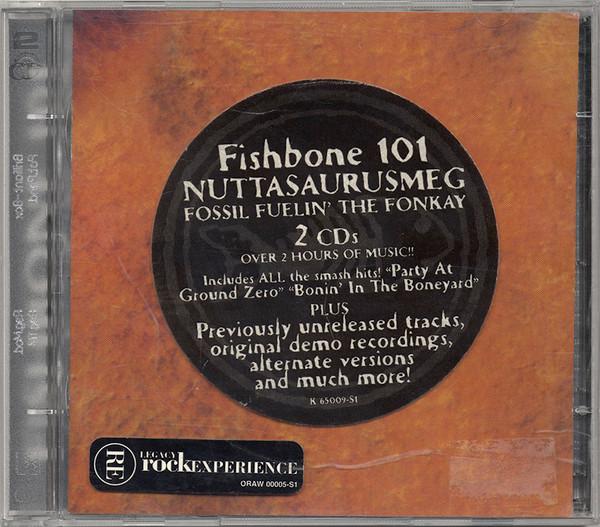 Fishbone 101
NUTTASAURUSMEG
FOSSIL FUELIN' THE FONKAY
2 CDs
OVER 2 HOURS OF MUSIC!!
Includes ALL the smash hits! "Party At
Ground Zero" "Bonin' In The Boneyard"
PLUS
Previously unreleased tracks,
original demo recordings,
alternate versions
and much more!
K 65009-S1
RE
LEGACY
rockEXPERIENCE
ORAW 00005-S1